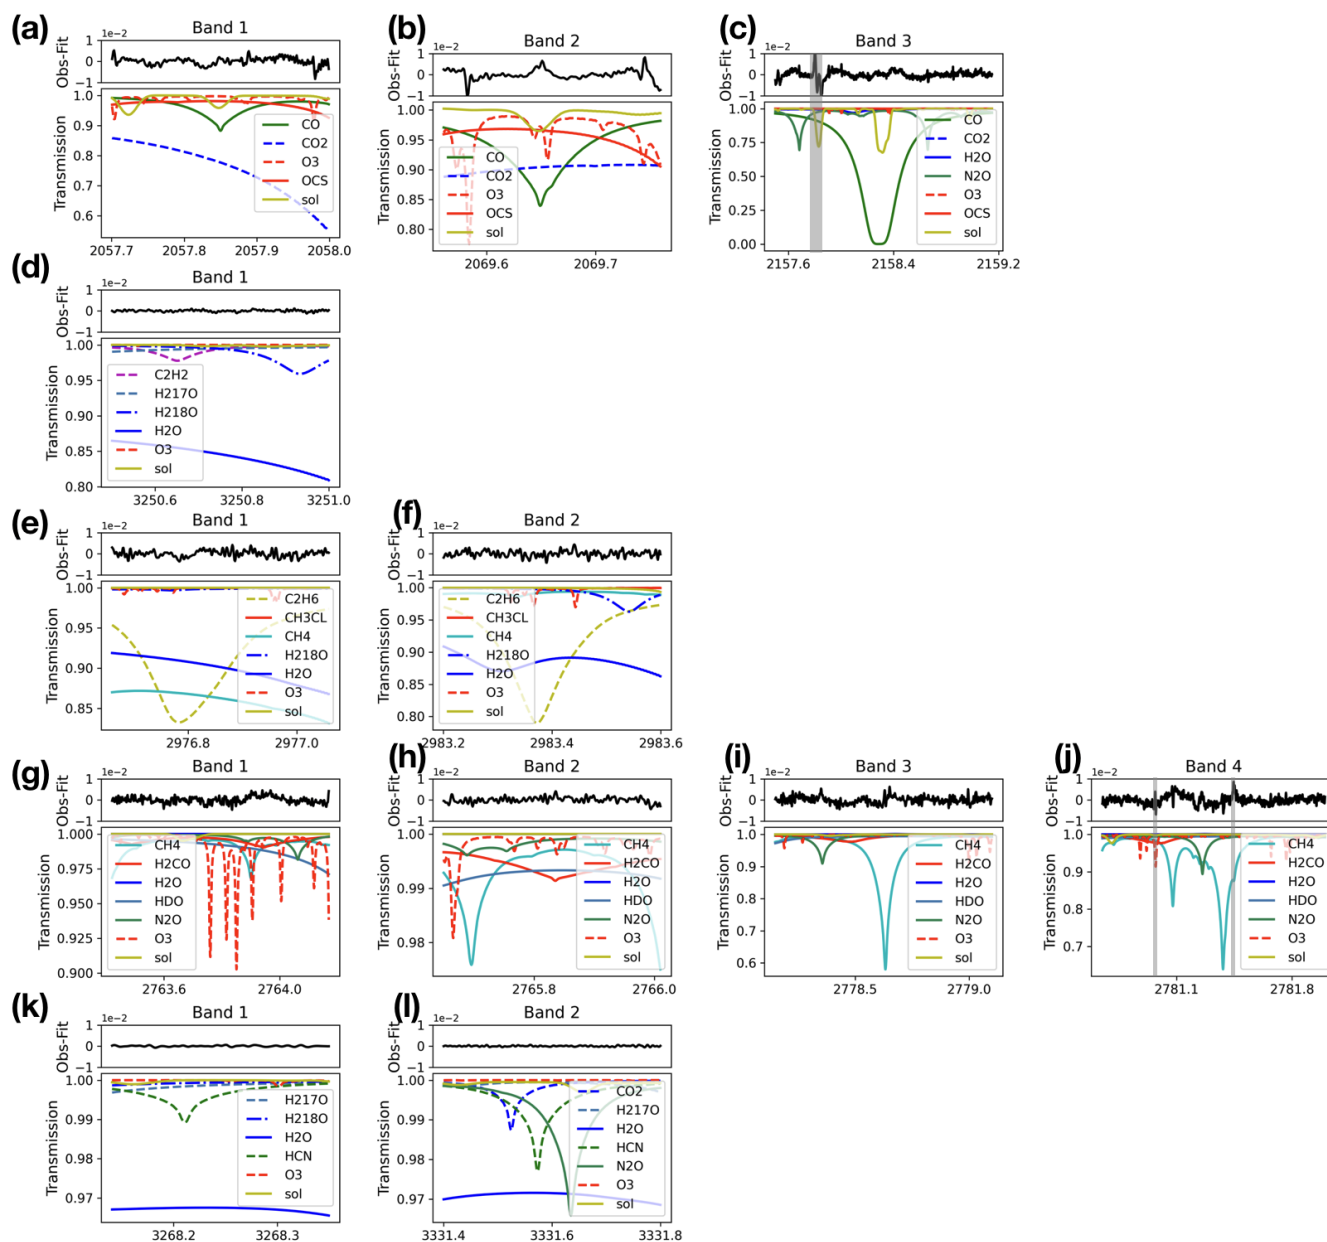 (a) Band 1
1e−2
Obs-Fit
1
0
−1
Transmission
1.0
0.9
0.8
0.7
0.6
CO
CO2
O3
OCS
sol
2057.7 2057.8 2057.9 2058.0
(b) Band 2
1e−2
Obs-Fit
1
0
−1
Transmission
1.00
0.95
0.90
0.85
0.80
CO
CO2
O3
OCS
sol
2069.6 2069.7
(c) Band 3
1e−2
Obs-Fit
1
0
−1
Transmission
1.00
0.75
0.50
0.25
0.00
CO
CO2
H2O
N2O
O3
OCS
sol
2157.6 2158.4 2159.2
(d) Band 1
1e−2
Obs-Fit
1
0
−1
Transmission
1.00
0.95
0.90
0.85
0.80
C2H2
H217O
H218O
H2O
O3
sol
3250.6 3250.8 3251.0
(e) Band 1
1e−2
Obs-Fit
1
0
−1
Transmission
1.00
0.95
0.90
0.85
C2H6
CH3CL
CH4
H218O
H2O
O3
sol
2976.8 2977.0
(f) Band 2
1e−2
Obs-Fit
1
0
−1
Transmission
1.00
0.95
0.90
0.85
0.80
C2H6
CH3CL
CH4
H218O
H2O
O3
sol
2983.2 2983.4 2983.6
(g) Band 1
1e−2
Obs-Fit
1
0
−1
Transmission
1.000
0.975
0.950
0.925
0.900
CH4
H2CO
H2O
HDO
N2O
O3
sol
2763.6 2764.0
(h) Band 2
1e−2
Obs-Fit
1
0
−1
Transmission
1.00
0.99
0.98
CH4
H2CO
H2O
HDO
N2O
O3
sol
2765.8 2766.0
(i) Band 3
1e−2
Obs-Fit
1
0
−1
Transmission
1.0
0.9
0.8
0.7
0.6
CH4
H2CO
H2O
HDO
N2O
O3
sol
2778.5 2779.0
(j) Band 4
1e−2
Obs-Fit
1
0
−1
Transmission
1.0
0.9
0.8
0.7
CH4
H2CO
H2O
HDO
N2O
O3
sol
2781.1 2781.8
(k) Band 1
1e−2
Obs-Fit
1
0
−1
Transmission
1.00
0.99
0.98
0.97
H217O
H218O
H2O
HCN
O3
sol
3268.2 3268.3
(l) Band 2
1e−2
Obs-Fit
1
0
−1
Transmission
1.00
0.99
0.98
0.97
CO2
H217O
H2O
HCN
N2O
O3
sol
3331.4 3331.6 3331.8